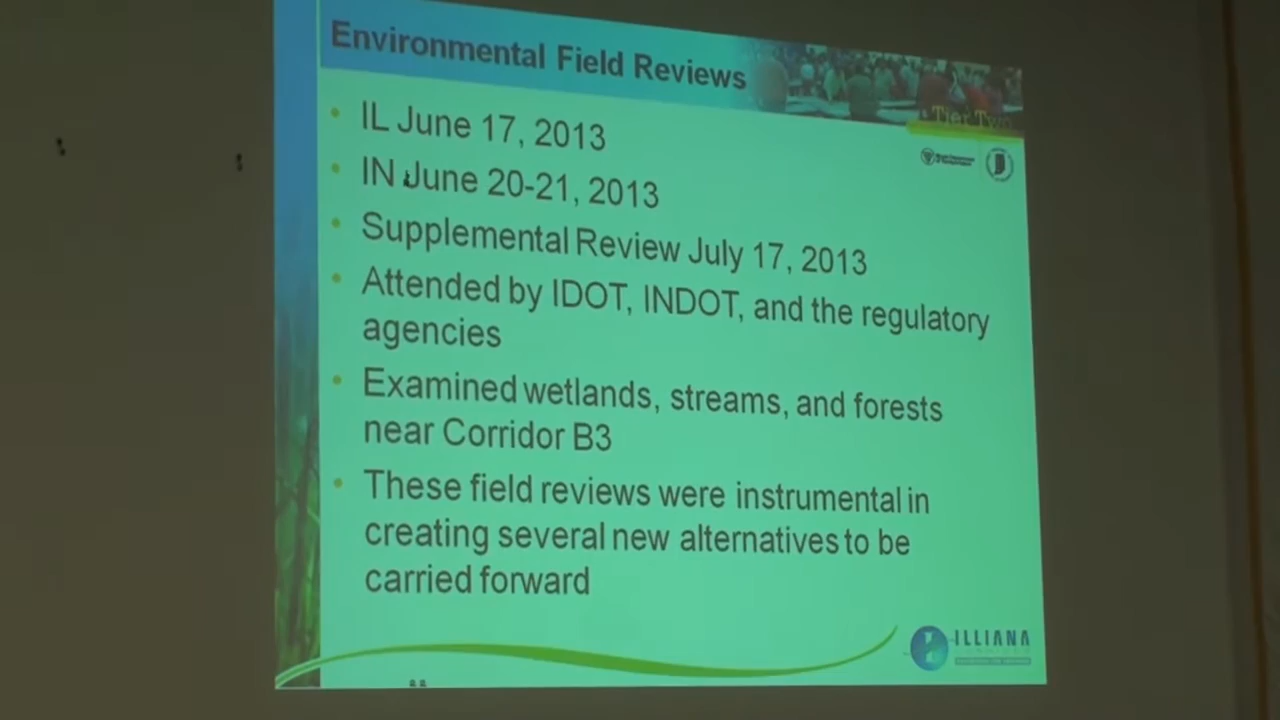 Environmental Field Reviews
Tier Two
• IL June 17, 2013
• IN June 20-21, 2013
• Supplemental Review July 17, 2013
• Attended by IDOT, INDOT, and the regulatory
agencies
• Examined wetlands, streams, and forests
near Corridor B3
• These field reviews were instrumental in
creating several new alternatives to be
carried forward
ILLIANA